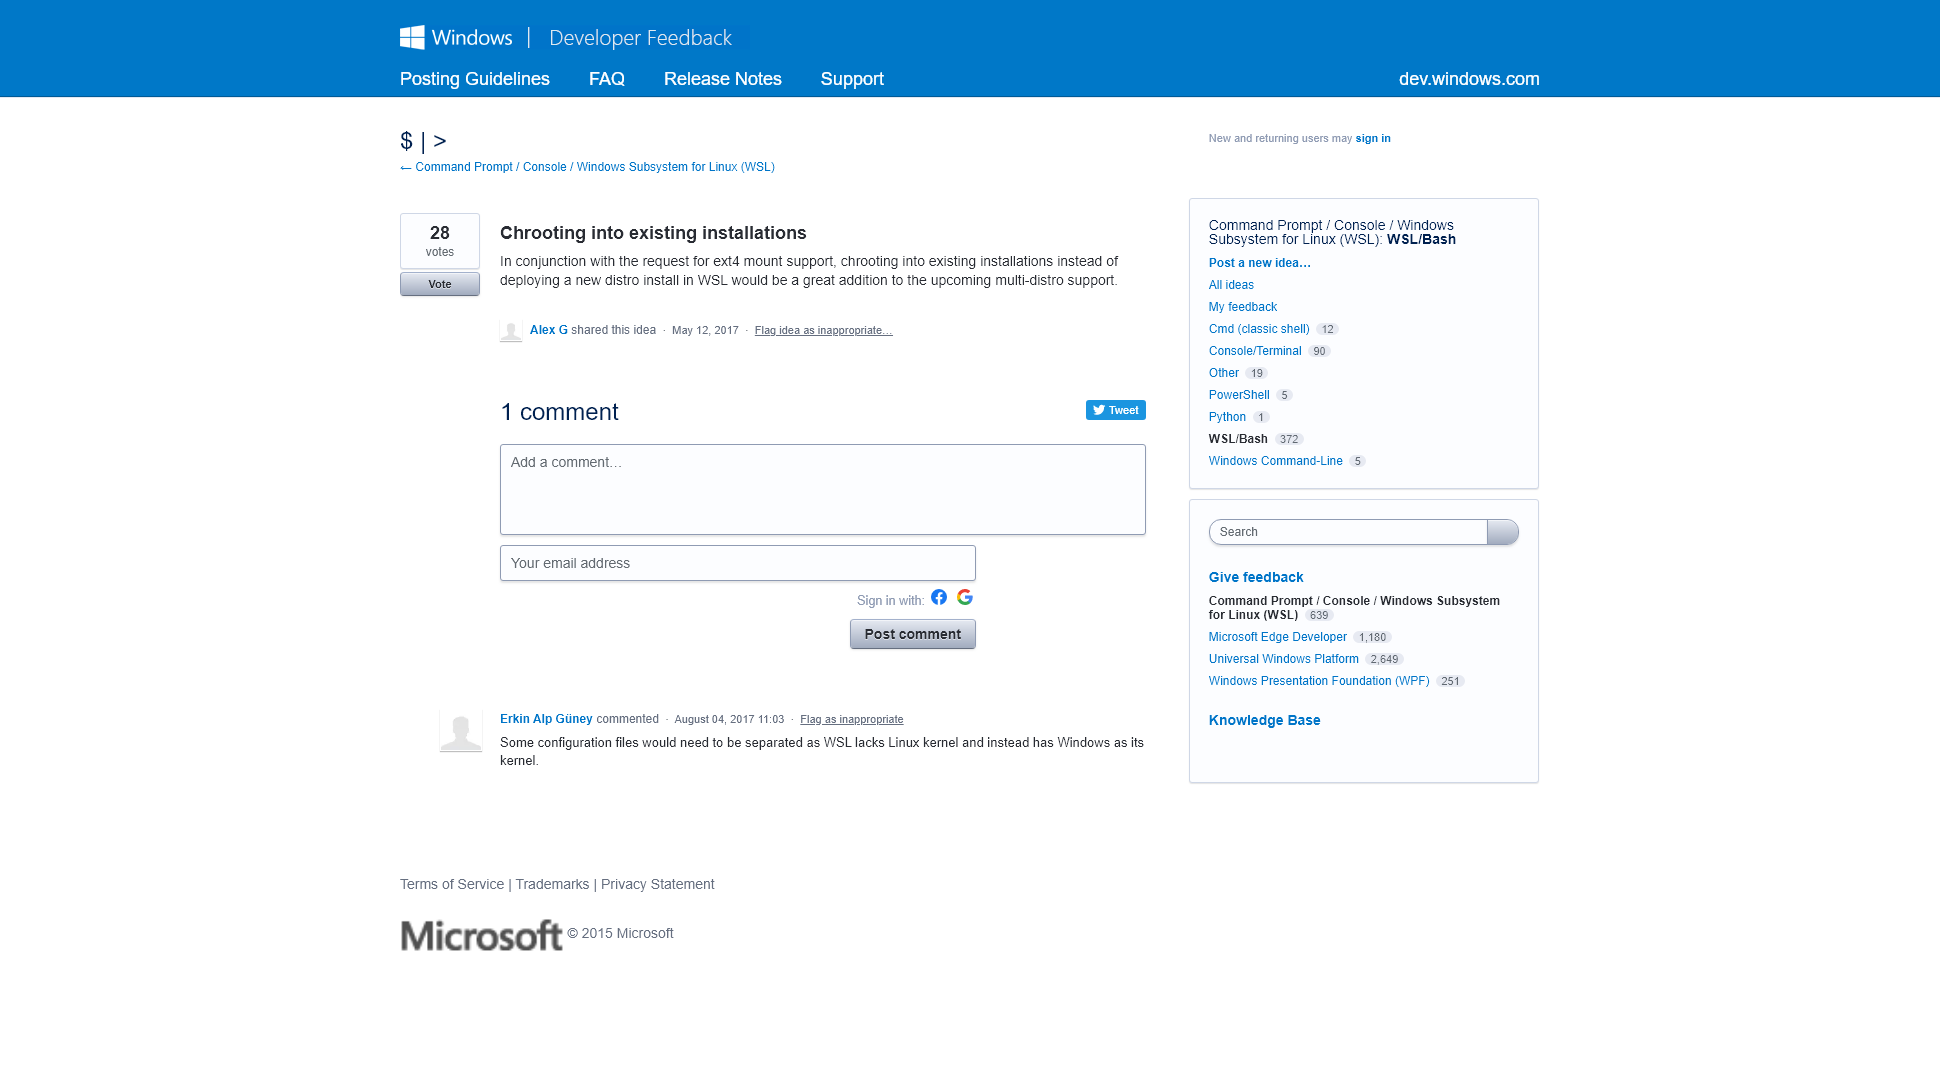 Windows | Developer Feedback
Posting Guidelines FAQ Release Notes Support dev.windows.com
$ | >
← Command Prompt / Console / Windows Subsystem for Linux (WSL)
New and returning users may sign in
28
votes
Vote
Chrooting into existing installations
In conjunction with the request for ext4 mount support, chrooting into existing installations instead of
deploying a new distro install in WSL would be a great addition to the upcoming multi-distro support.
Alex G shared this idea · May 12, 2017 · Flag idea as inappropriate…
1 comment
Tweet
Add a comment…
Your email address
Sign in with:
Post comment
Erkin Alp Güney commented · August 04, 2017 11:03 · Flag as inappropriate
Some configuration files would need to be separated as WSL lacks Linux kernel and instead has Windows as its
kernel.
Command Prompt / Console / Windows
Subsystem for Linux (WSL): WSL/Bash
Post a new idea…
All ideas
My feedback
Cmd (classic shell) 12
Console/Terminal 90
Other 19
PowerShell 5
Python 1
WSL/Bash 372
Windows Command-Line 5
Search
Give feedback
Command Prompt / Console / Windows Subsystem
for Linux (WSL) 639
Microsoft Edge Developer 1,180
Universal Windows Platform 2,649
Windows Presentation Foundation (WPF) 251
Knowledge Base
Terms of Service | Trademarks | Privacy Statement
Microsoft © 2015 Microsoft